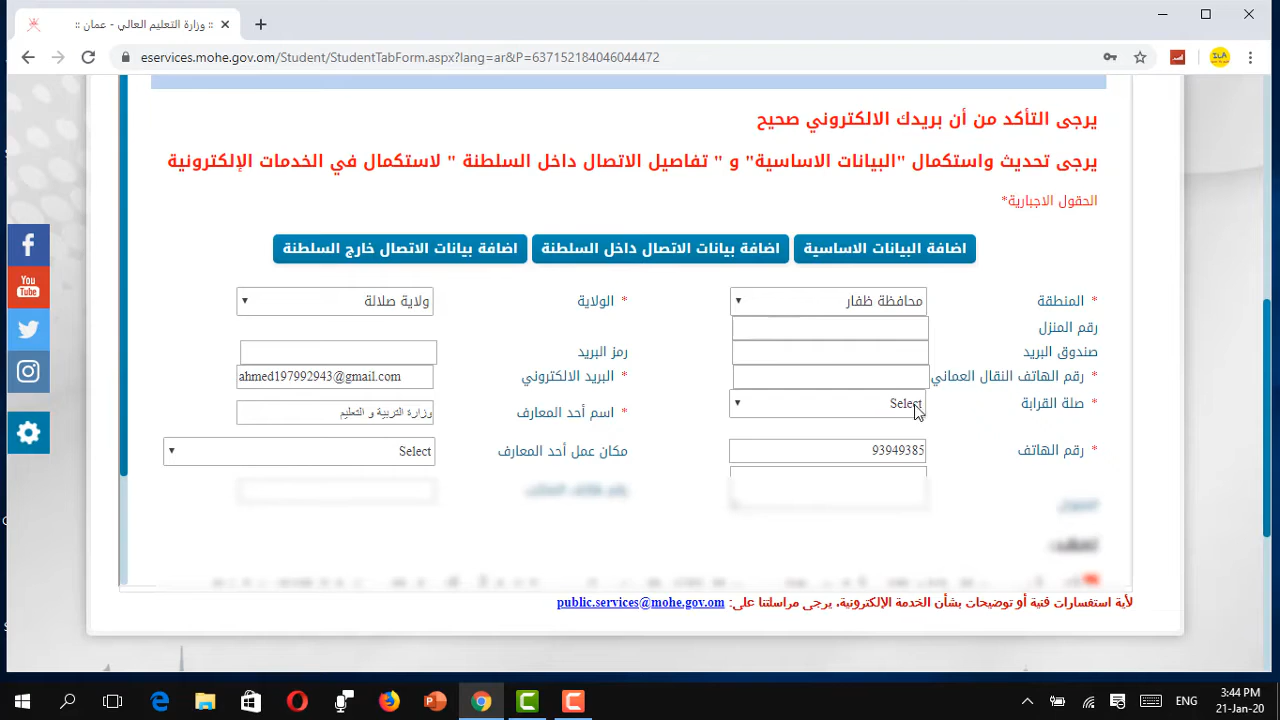 :: وزارة التعليم العالي - عمان ::
eservices.mohe.gov.om/Student/StudentTabForm.aspx?lang=ar&P=637152184046044472
يرجى التأكد من أن بريدك الالكتروني صحيح
يرجى تحديث واستكمال "البيانات الاساسية" و " تفاصيل الاتصال داخل السلطنة " لاستكمال في الخدمات الإلكترونية
الحقول الاجبارية*
اضافة البيانات الاساسية اضافة بيانات الاتصال داخل السلطنة اضافة بيانات الاتصال خارج السلطنة
* المنطقة محافظة ظفار * الولاية ولاية صلالة
رقم المنزل
صندوق البريد رمز البريد
* رقم الهاتف النقال العماني * البريد الالكتروني ahmed197992943@gmail.com
* صلة القرابة Select * اسم أحد المعارف وزارة التربية و التعليم
* رقم الهاتف 93949385 مكان عمل أحد المعارف Select
لأية استفسارات فنية أو توضيحات بشأن الخدمة الإلكترونية، يرجى مراسلتنا على: public.services@mohe.gov.om
You Tube
ILA
ENG
3:44 PM
21-Jan-20